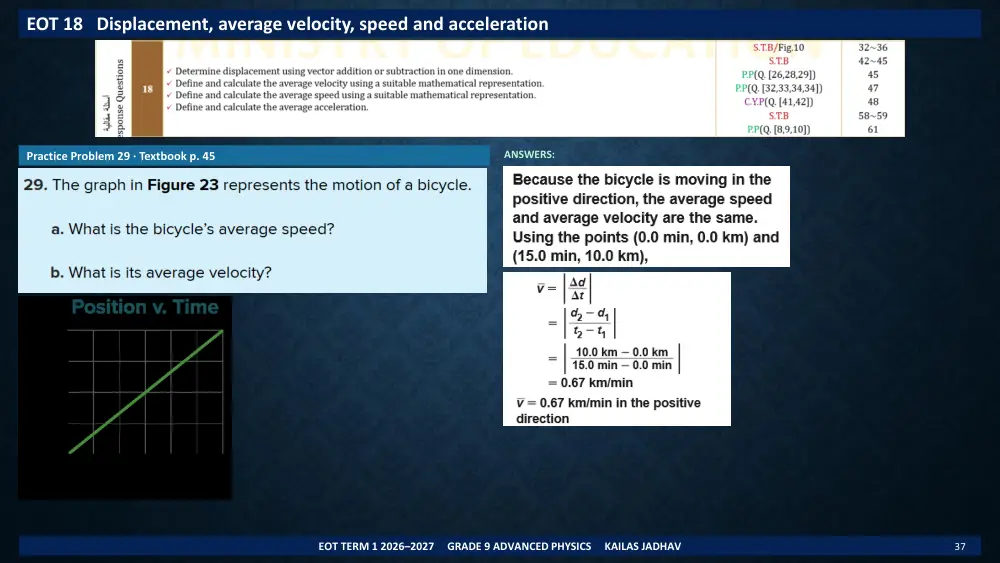 EOT 18 Displacement, average velocity, speed and acceleration
MINISTRY OF EDUCATION
أسئلة مقالية
esponse Questions
18
✓ Determine displacement using vector addition or subtraction in one dimension.
✓ Define and calculate the average velocity using a suitable mathematical representation.
✓ Define and calculate the average speed using a suitable mathematical representation.
✓ Define and calculate the average acceleration.
S.T.B/Fig.10 32~36
S.T.B 42~45
P.P(Q. [26,28,29]) 45
P.P(Q. [32,33,34,34]) 47
C.Y.P(Q. [41,42]) 48
S.T.B 58~59
P.P(Q. [8,9,10]) 61
Practice Problem 29 · Textbook p. 45
29. The graph in Figure 23 represents the motion of a bicycle.
a. What is the bicycle's average speed?
b. What is its average velocity?
Position v. Time
ANSWERS:
Because the bicycle is moving in the
positive direction, the average speed
and average velocity are the same.
Using the points (0.0 min, 0.0 km) and
(15.0 min, 10.0 km),
v̅ = |Δd/Δt|
= |d₂ − d₁ / t₂ − t₁|
= |10.0 km − 0.0 km / 15.0 min − 0.0 min|
= 0.67 km/min
v̅ = 0.67 km/min in the positive
direction
EOT TERM 1 2026–2027 GRADE 9 ADVANCED PHYSICS KAILAS JADHAV
37